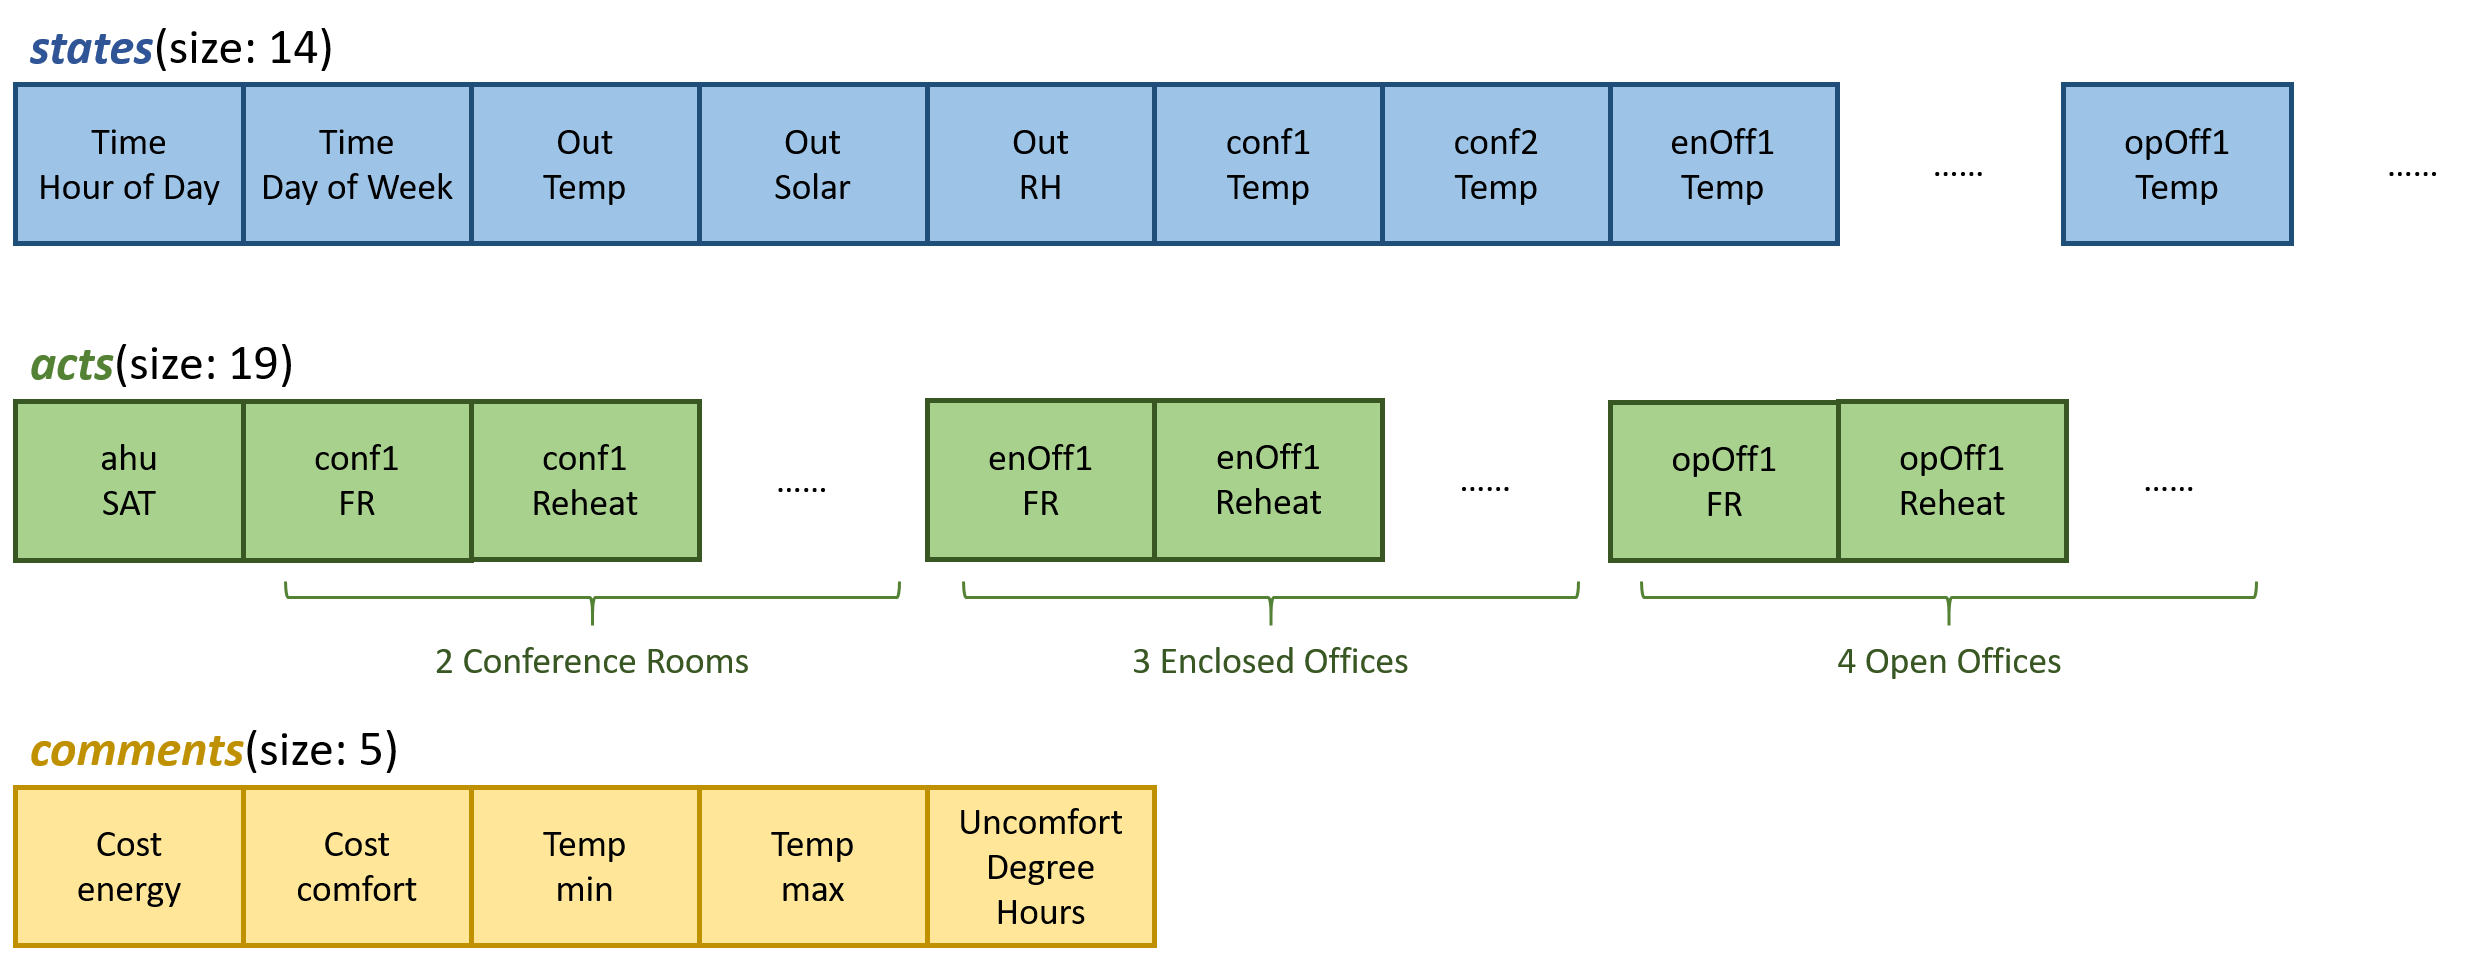 states(size: 14)
Time
Hour of Day
Time
Day of Week
Out
Temp
Out
Solar
Out
RH
conf1
Temp
conf2
Temp
enOff1
Temp
......
opOff1
Temp
......
acts(size: 19)
ahu
SAT
conf1
FR
conf1
Reheat
......
enOff1
FR
enOff1
Reheat
......
opOff1
FR
opOff1
Reheat
......
2 Conference Rooms
3 Enclosed Offices
4 Open Offices
comments(size: 5)
Cost
energy
Cost
comfort
Temp
min
Temp
max
Uncomfort
Degree
Hours